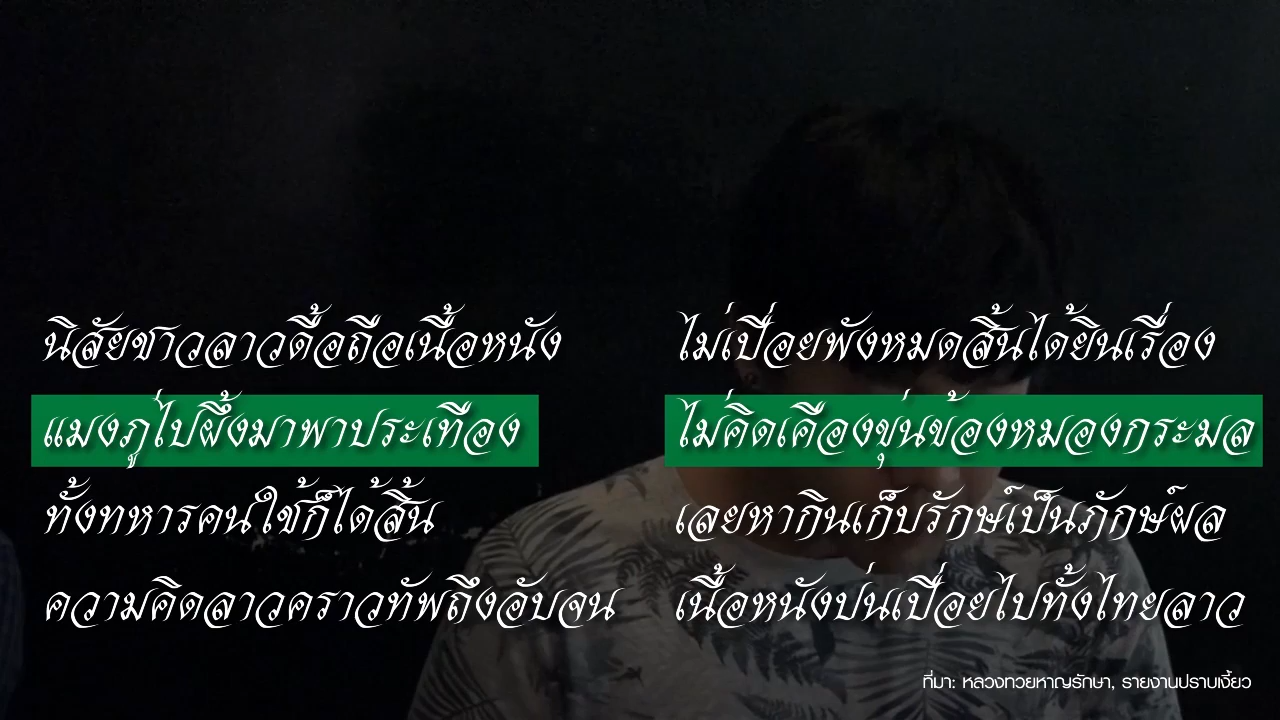 นิสัยชาวลาวดื้อถือเนื้อหนัง ไม่เปื่อยพังหมดสิ้นได้ยินเรื่อง
แมงภู่ไปผึ้งมาพาประเทือง ไม่คิดเคืองขุ่นข้องหมองกระมล
ทั้งทหารคนใช้ก็ได้สิ้น เลยหากินเก็บรักษ์เป็นภักษ์ผล
ความคิดลาวคราวทัพถึงอับจน เนื้อหนังป่นเปื่อยไปทั้งไทยลาว
ที่มา: หลวงทวยหาญรักษา, รายงานปราบเงี้ยว